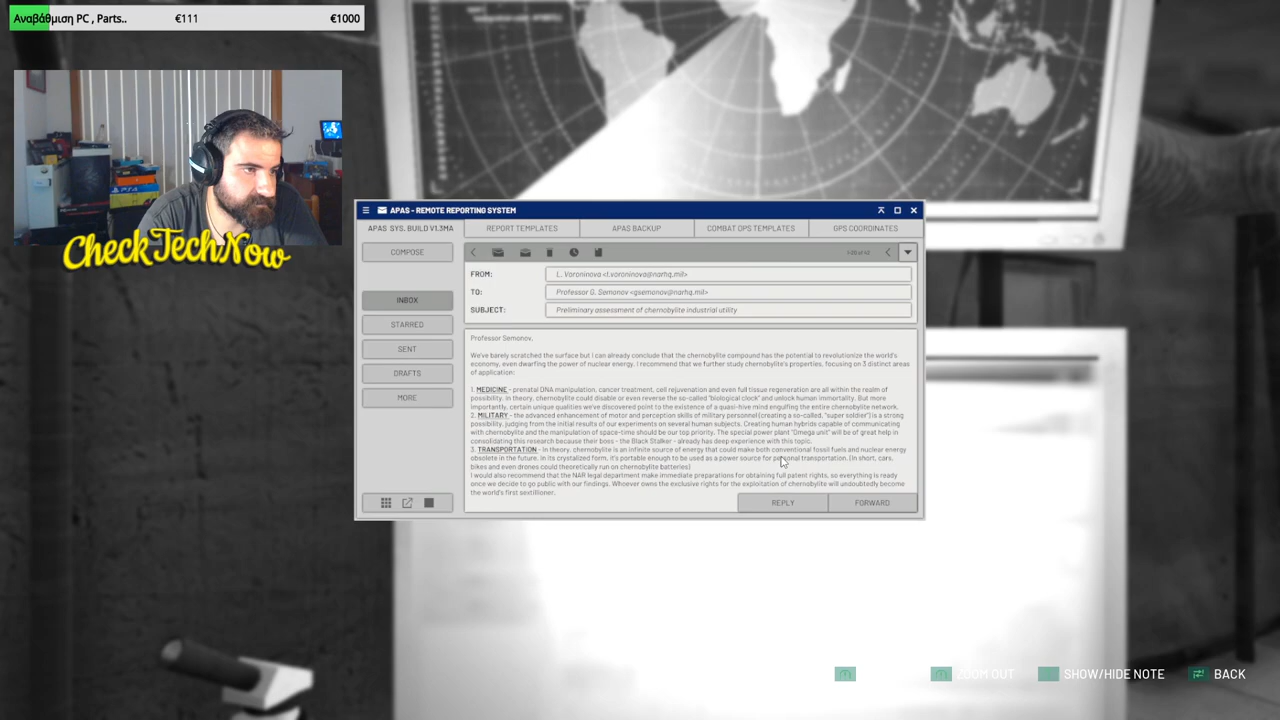 Αναβάθμιση PC , Parts.. €111 €1000
CheckTechNow
APAS - REMOTE REPORTING SYSTEM
APAS SYS. BUILD V1.3MA REPORT TEMPLATES APAS BACKUP COMBAT OPS TEMPLATES GPS COORDINATES
COMPOSE
INBOX
STARRED
SENT
DRAFTS
MORE
FROM: L. Voroninova <l.voroninova@narhq.mil>
TO: Professor G. Semonov <gsemonov@narhq.mil>
SUBJECT: Preliminary assessment of chernobylite industrial utility
Professor Semonov,
We've barely scratched the surface but I can already conclude that the chernobylite compound has the potential to revolutionize the world's
economy, even dwarfing the power of nuclear energy. I recommend that we further study chernobylite's properties, focusing on 3 distinct areas
of application:
1. MEDICINE - prenatal DNA manipulation, cancer treatment, cell rejuvenation and even full tissue regeneration are all within the realm of
possibility. In theory, chernobylite could disable or even reverse the so-called "biological clock" and unlock human immortality. But more
importantly, certain unique qualities we've discovered point to the existence of a quasi-hive mind engulfing the entire chernobylite network.
2. MILITARY - the advanced enhancement of motor and perception skills of military personnel (creating a so-called, "super soldier") is a strong
possibility, judging from the initial results of our experiments on several human subjects. Creating human hybrids capable of communicating
with chernobylite and the manipulation of space-time should be our top priority. The special power plant "Omega unit" will be of great help in
consolidating this research because their boss - the Black Stalker - already has deep experience with this topic.
3. TRANSPORTATION - In theory, chernobylite is an infinite source of energy that could make both conventional fossil fuels and nuclear energy
obsolete in the future. In its crystalized form, it's portable enough to be used as a power source for personal transportation. (In short, cars,
bikes and even drones could theoretically run on chernobylite batteries)
I would also recommend that the NAR legal department make immediate preparations for obtaining full patent rights, so everything is ready
once we decide to go public with our findings. Whoever owns the exclusive rights for the exploitation of chernobylite will undoubtedly become
the world's first sextillioner.
REPLY FORWARD
ZOOM OUT SHOW/HIDE NOTE BACK